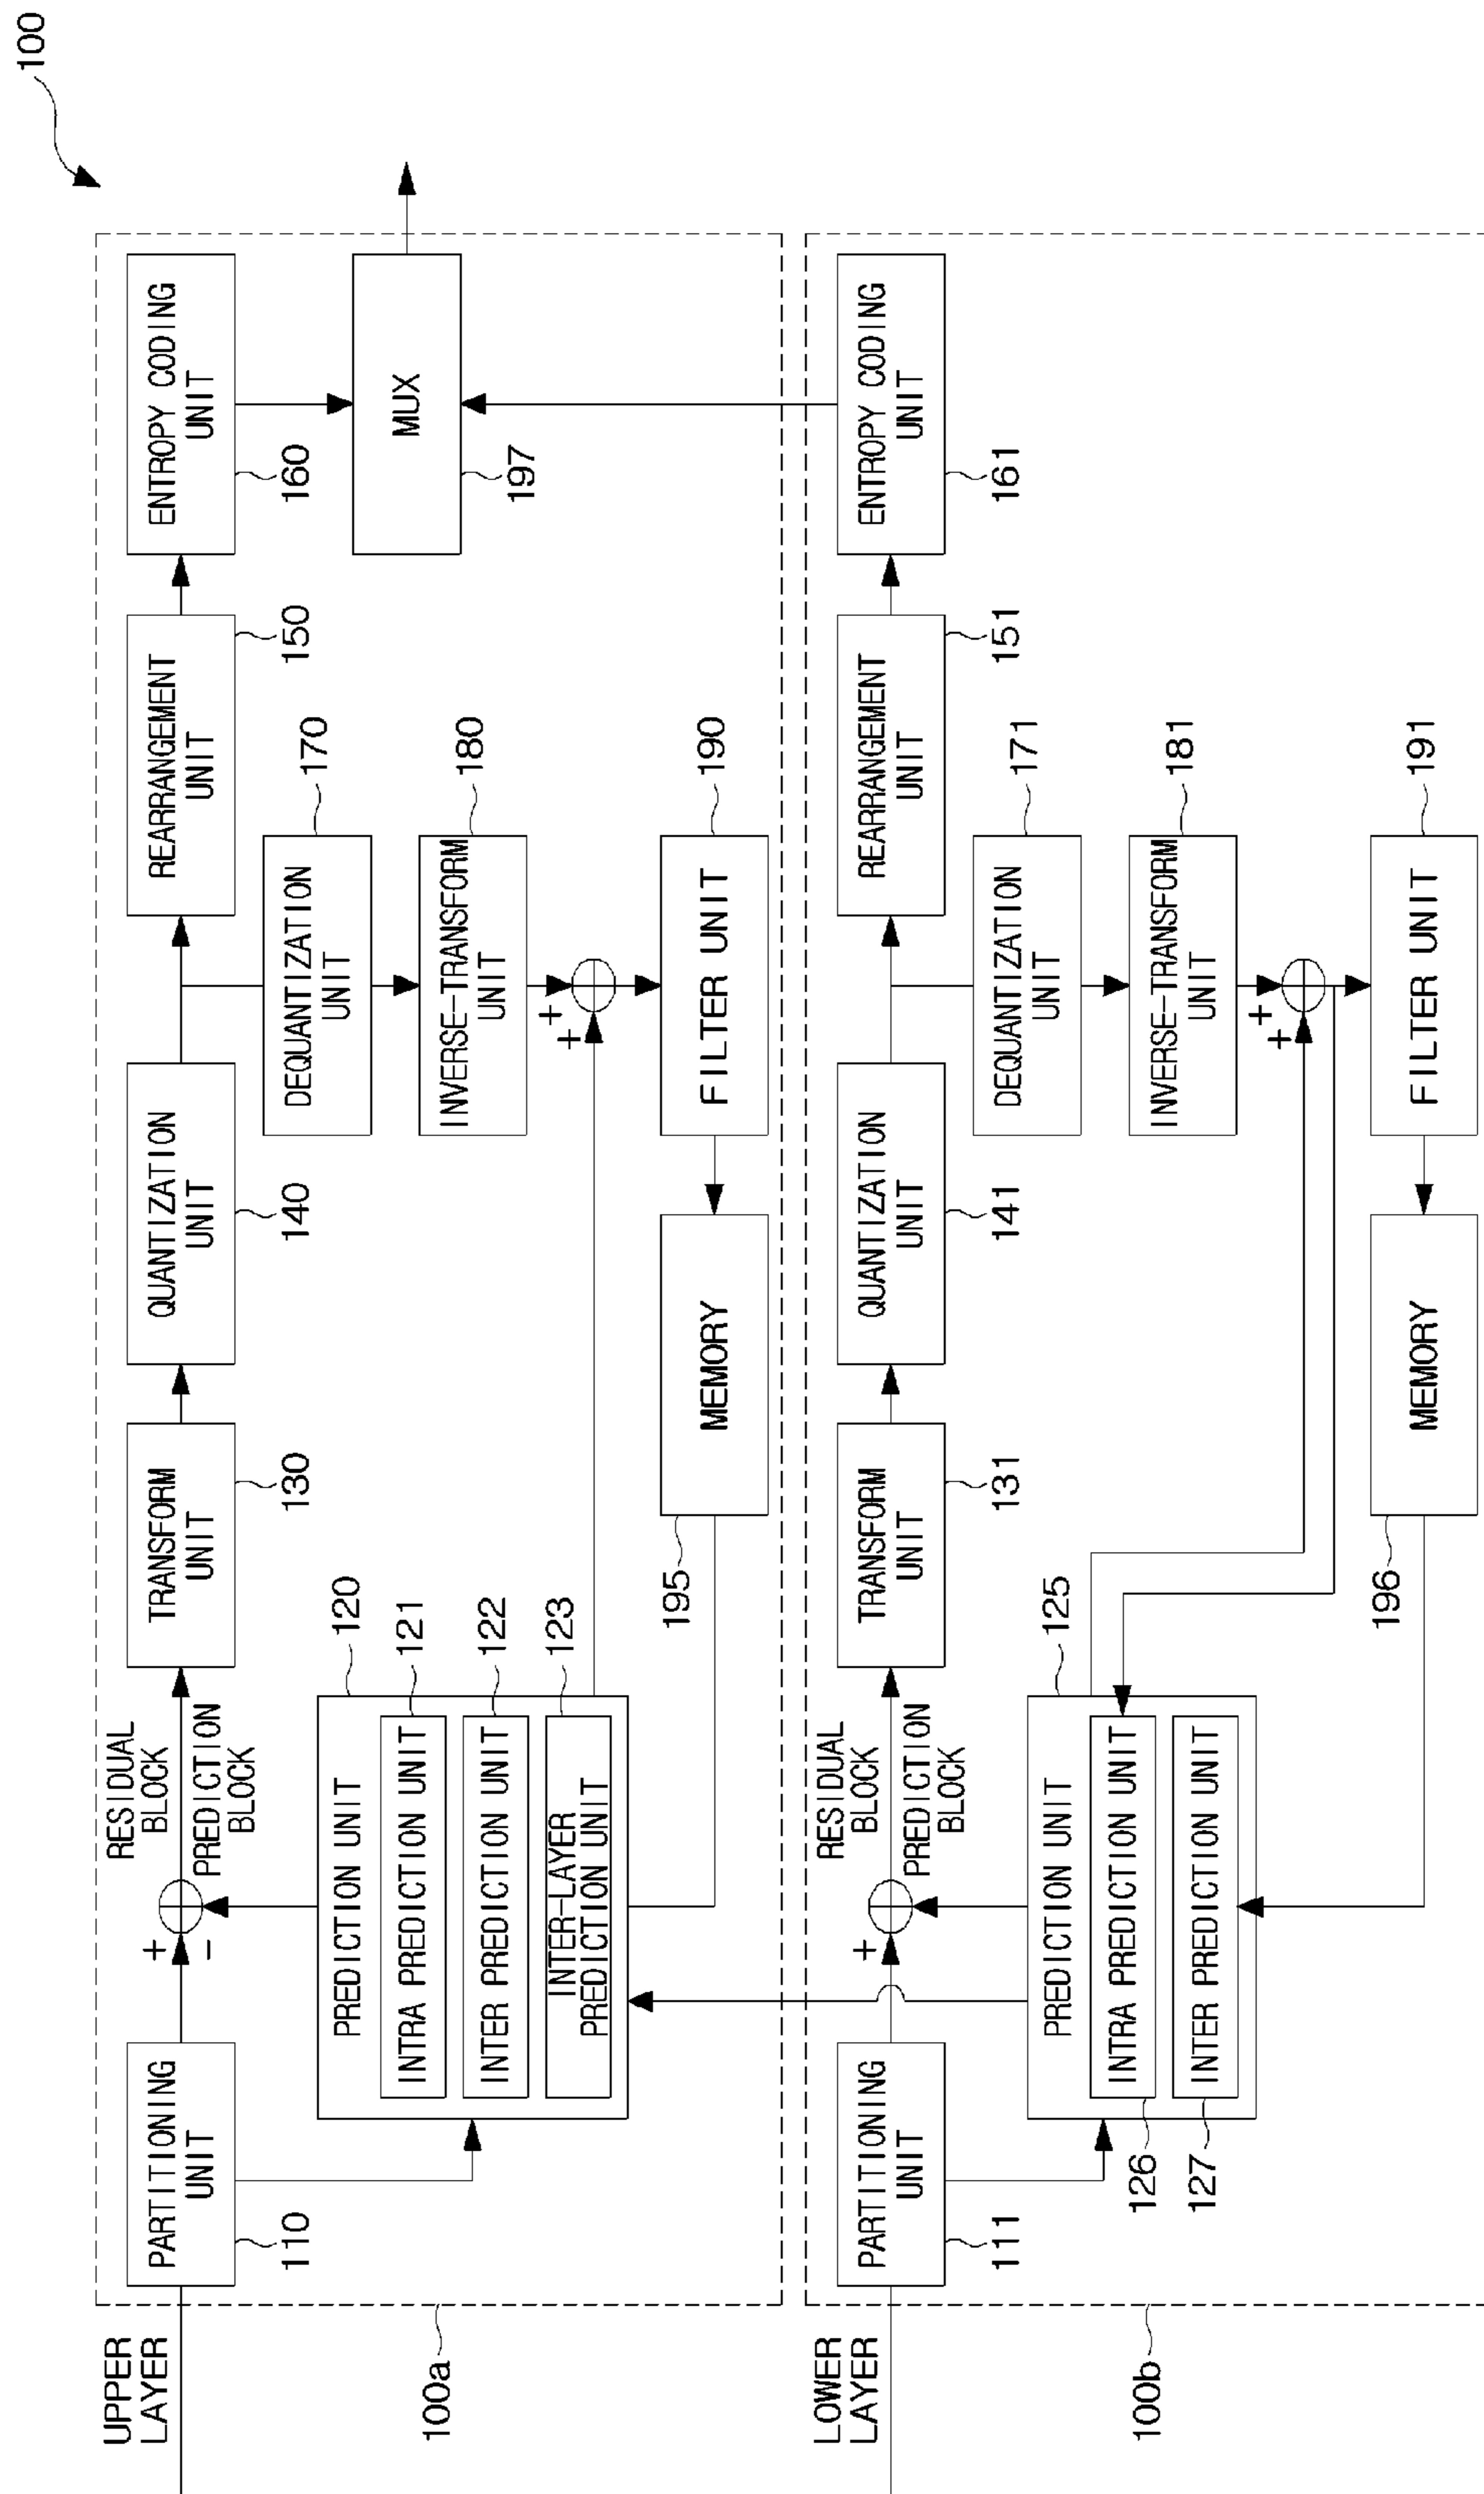 100
UPPER
LAYER
100a
PARTITIONING
UNIT
110
+
-
RESIDUAL
BLOCK
PREDICTION
BLOCK
PREDICTION UNIT
120
INTRA PREDICTION UNIT
121
INTER PREDICTION UNIT
122
INTER-LAYER
PREDICTION UNIT
123
TRANSFORM
UNIT
130
QUANTIZATION
UNIT
140
REARRANGEMENT
UNIT
150
ENTROPY CODING
UNIT
160
DEQUANTIZATION
UNIT
170
INVERSE-TRANSFORM
UNIT
180
+
+
FILTER UNIT
190
MEMORY
195
MUX
197
LOWER
LAYER
100b
PARTITIONING
UNIT
111
+
RESIDUAL
BLOCK
PREDICTION
BLOCK
PREDICTION UNIT
125
INTRA PREDICTION UNIT
126
INTER PREDICTION UNIT
127
TRANSFORM
UNIT
131
QUANTIZATION
UNIT
141
REARRANGEMENT
UNIT
151
ENTROPY CODING
UNIT
161
DEQUANTIZATION
UNIT
171
INVERSE-TRANSFORM
UNIT
181
+
+
FILTER UNIT
191
MEMORY
196